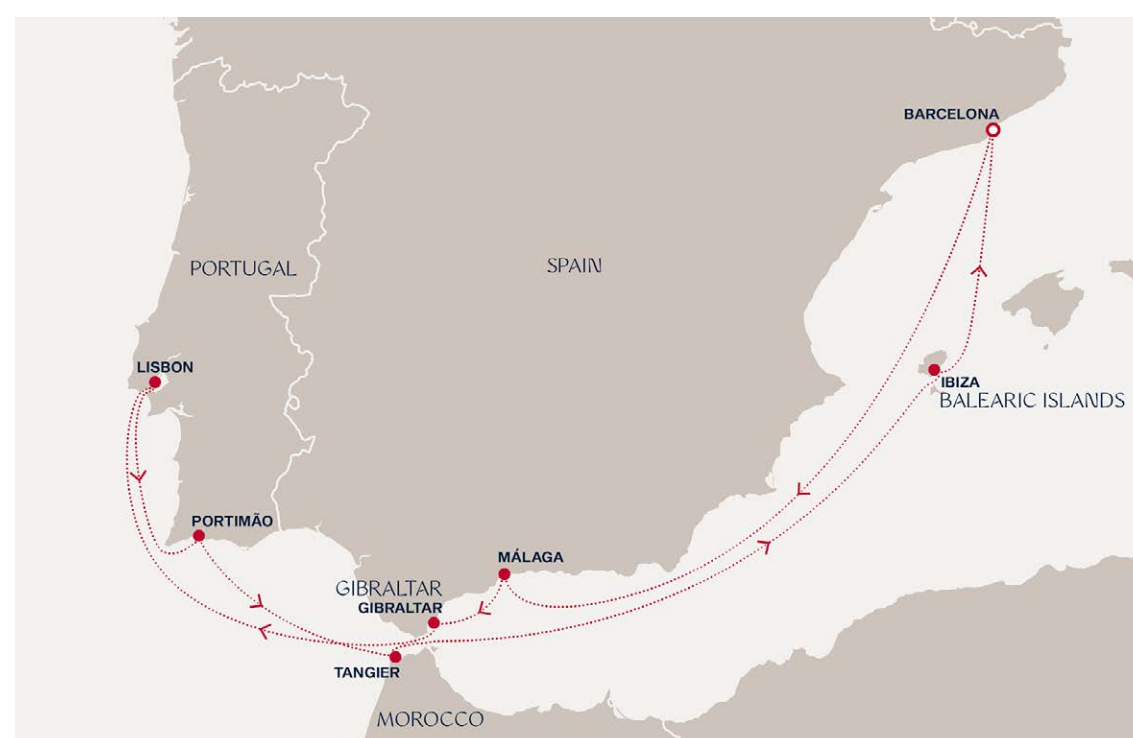 BARCELONA
PORTUGAL
SPAIN
LISBON
IBIZA
BALEARIC ISLANDS
PORTIMÃO
MÁLAGA
GIBRALTAR
GIBRALTAR
TANGIER
MOROCCO